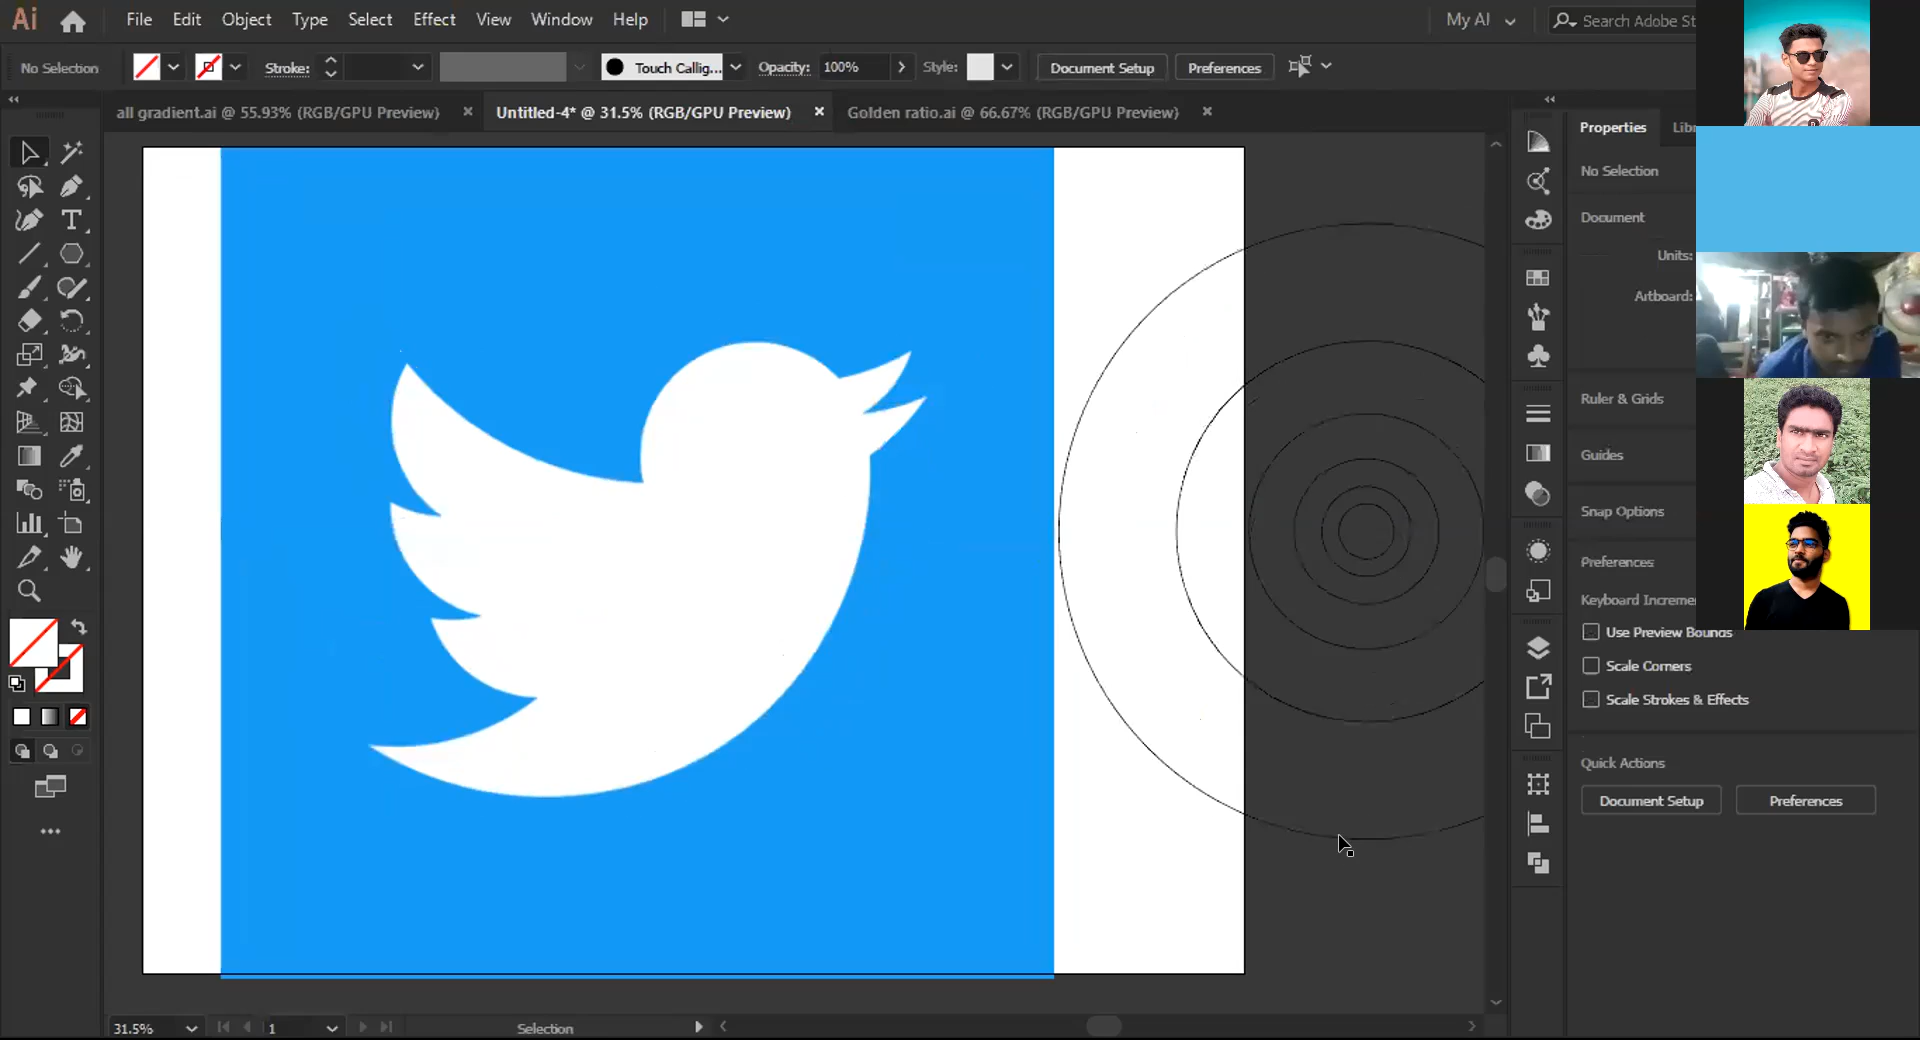 Ai File Edit Object Type Select Effect View Window Help My AI Search Adobe St
No Selection Stroke: Touch Callig... Opacity: 100% Style: Document Setup Preferences
all gradient.ai @ 55.93% (RGB/GPU Preview) × Untitled-4* @ 31.5% (RGB/GPU Preview) × Golden ratio.ai @ 66.67% (RGB/GPU Preview) ×
Properties
No Selection
Document
Units:
Artboard:
Ruler & Grids
Guides
Snap Options
Preferences
Keyboard Increme
Use Preview Bounds
Scale Corners
Scale Strokes & Effects
Quick Actions
Document Setup Preferences
31.5% 1 Selection